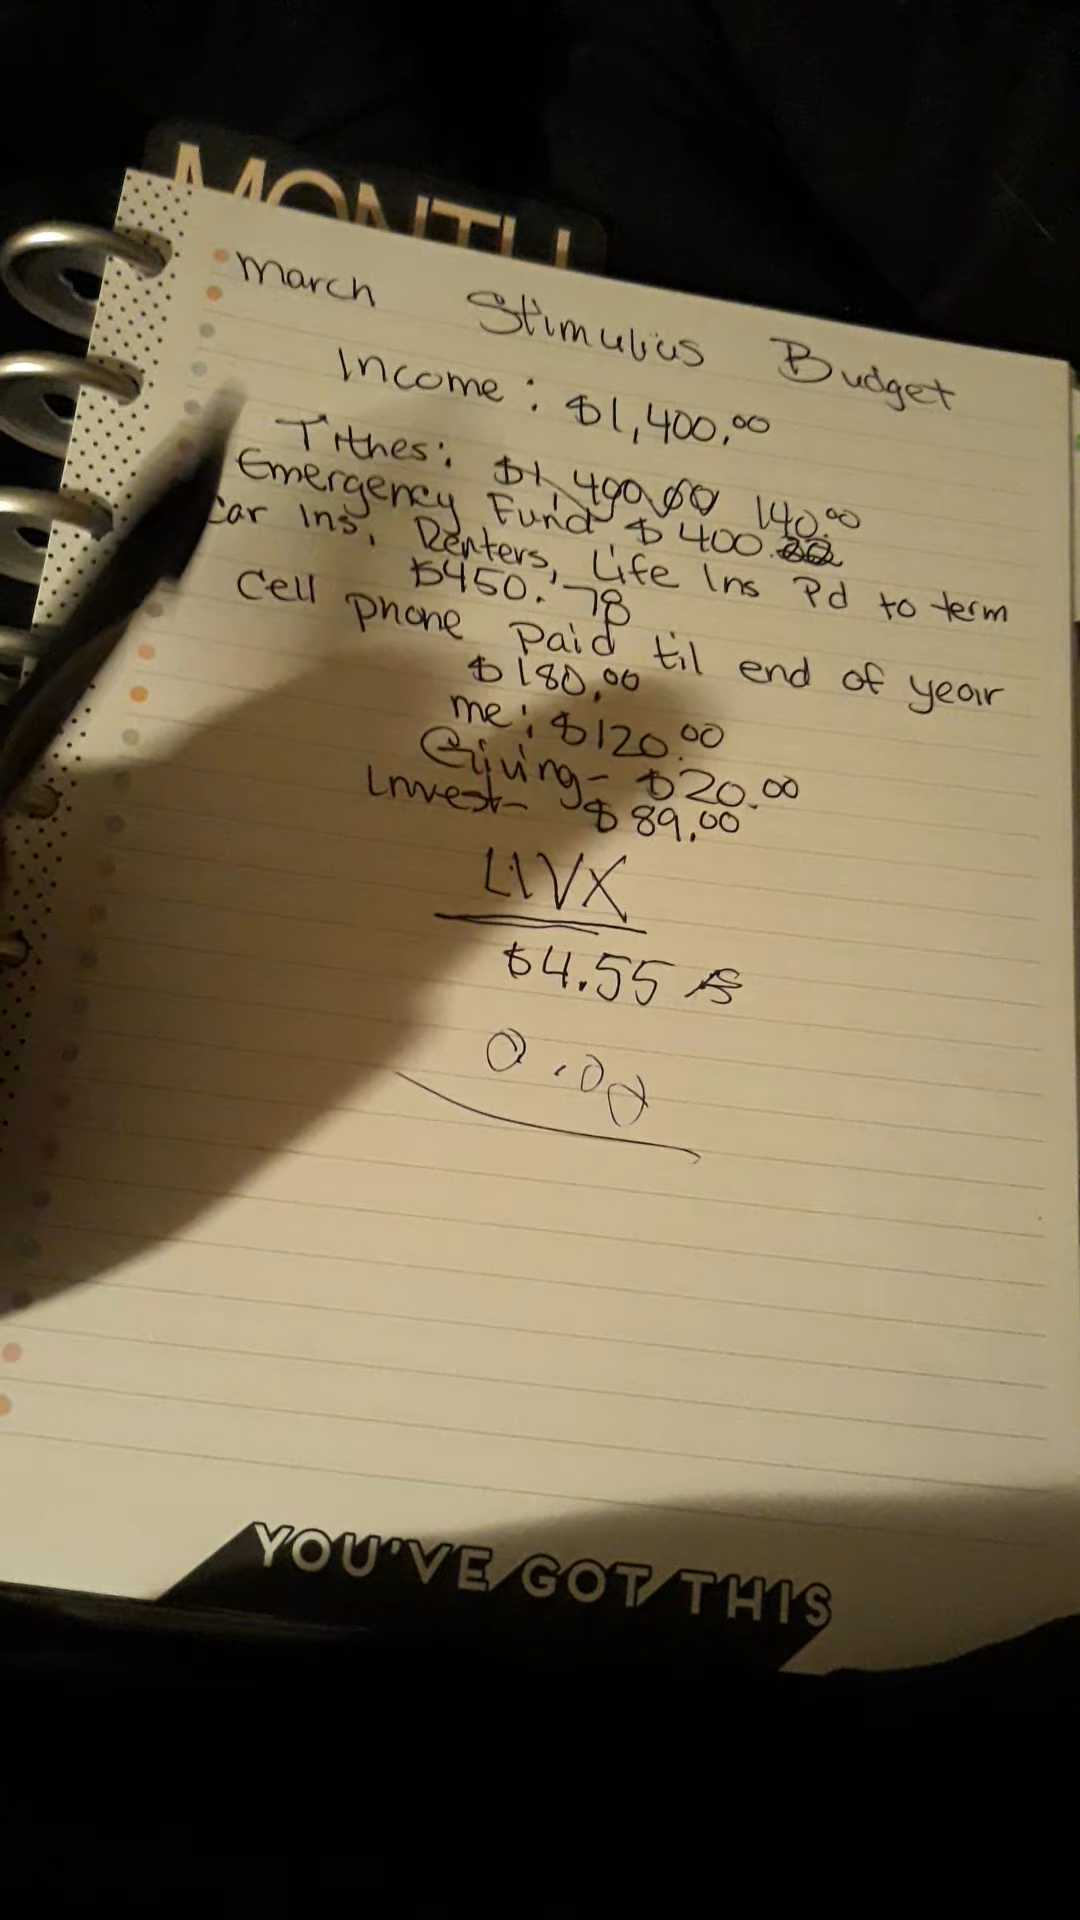 MONTH
March Stimulus Budget
Income: $1,400.00
Tithes: $1,400.00 140.00
Emergency Fund $400.00
Car Ins, Renters, Life Ins Pd to term
$450.78
Cell phone paid til end of year
$180.00
me: $120.00
Giving- $20.00
Invest- $89.00
LIVX
$4.55
0.00
YOU'VE GOT THIS